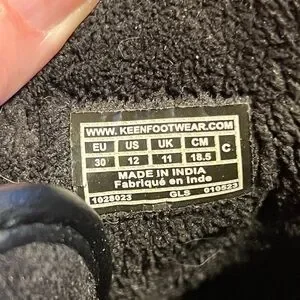 WWW.KEENFOOTWEAR.COM
EU US UK CM C
30 12 11 18.5
MADE IN INDIA
Fabriqué en Inde
1028023 GLS 010523